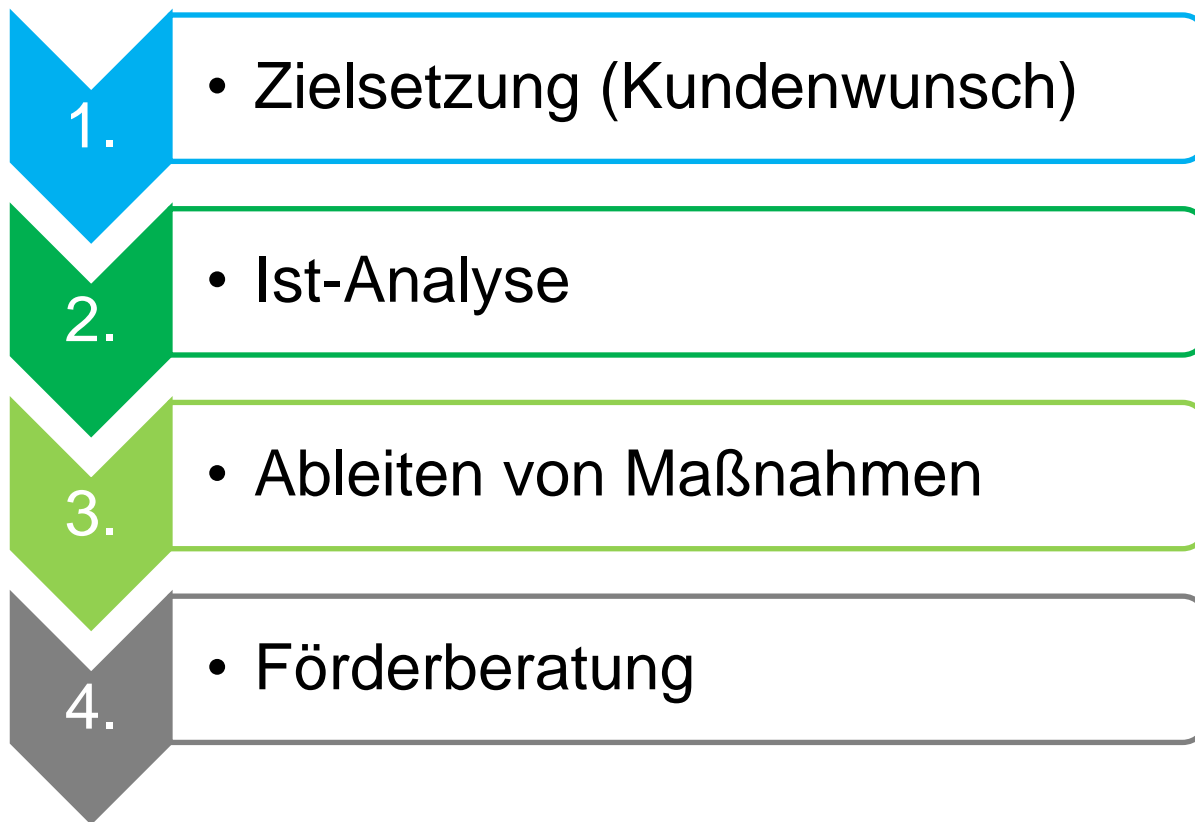 1. • Zielsetzung (Kundenwunsch)
2. • Ist-Analyse
3. • Ableiten von Maßnahmen
4. • Förderberatung